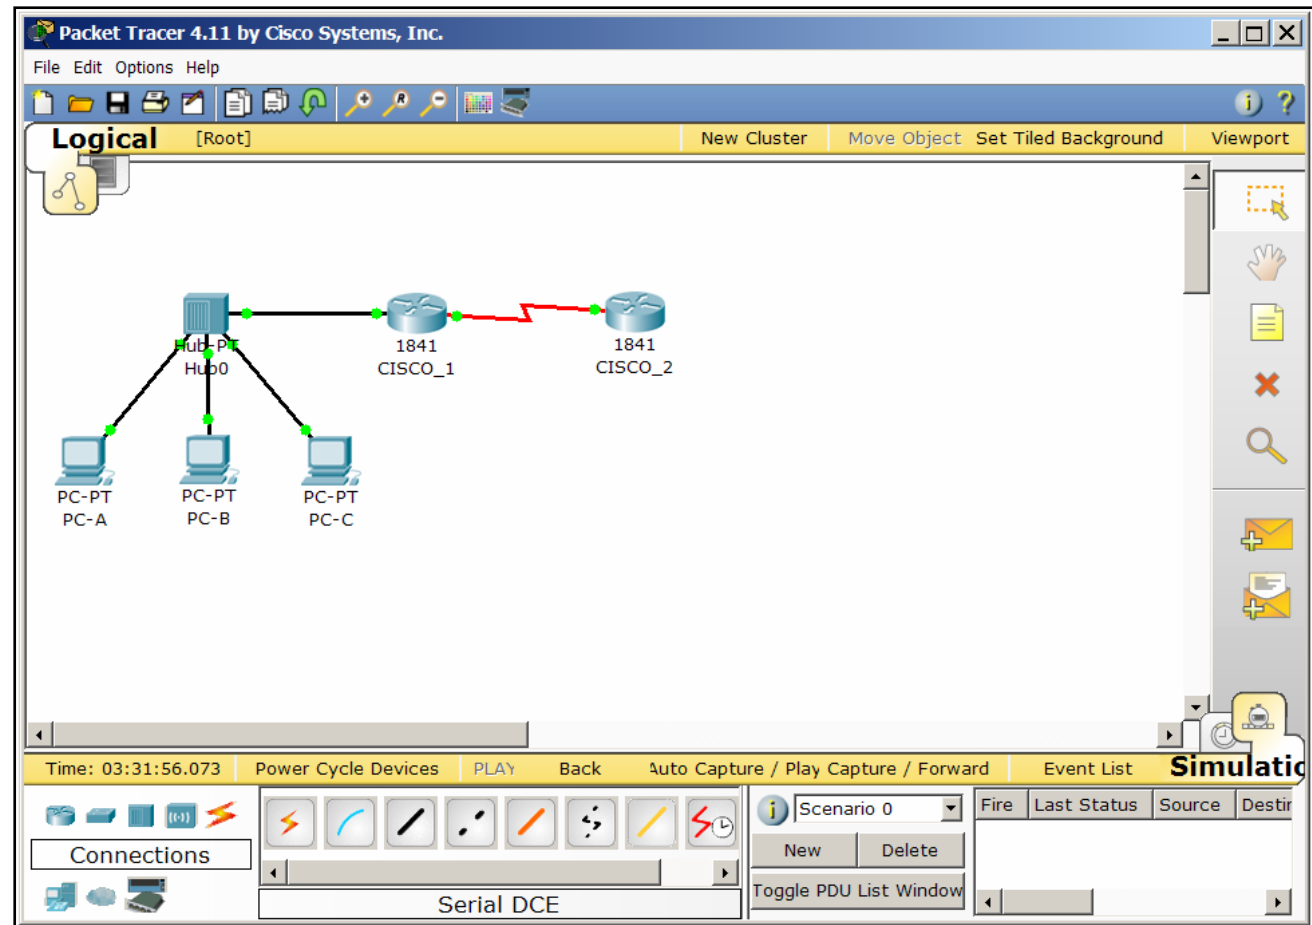 Packet Tracer 4.11 by Cisco Systems, Inc.
File Edit Options Help
Logical [Root] New Cluster Move Object Set Tiled Background Viewport
Hub-PT
Hub0
1841
CISCO_1
1841
CISCO_2
PC-PT
PC-A
PC-PT
PC-B
PC-PT
PC-C
Time: 03:31:56.073 Power Cycle Devices PLAY Back Auto Capture / Play Capture / Forward Event List Simulatio
Connections
Serial DCE
Scenario 0
New Delete
Toggle PDU List Window
Fire Last Status Source Destin